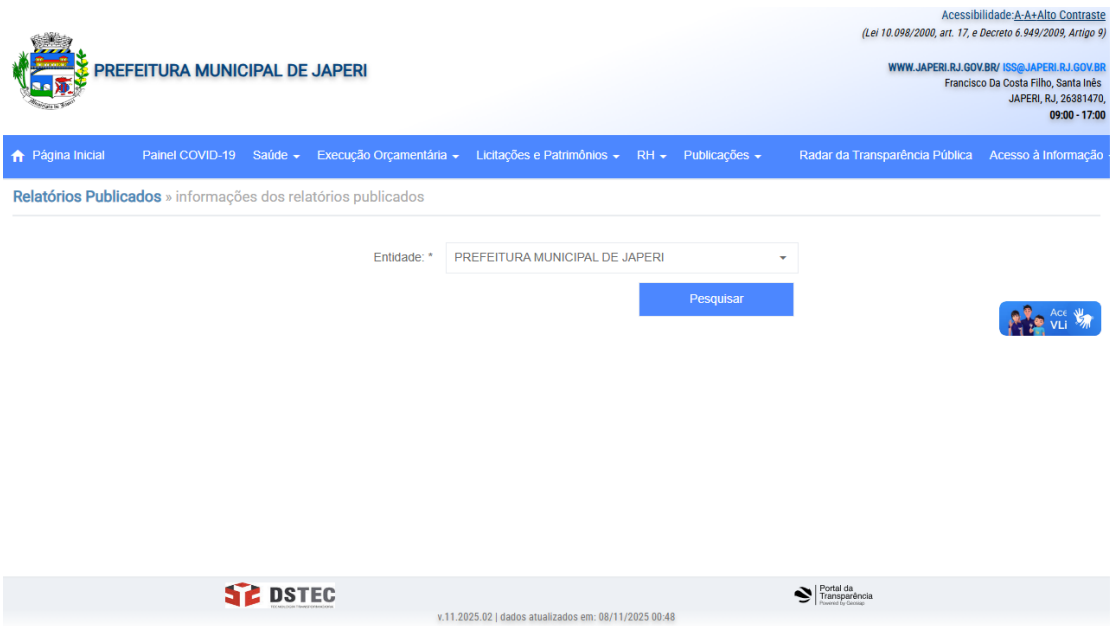 Acessibilidade:A-A+Alto Contraste
(Lei 10.098/2000, art. 17, e Decreto 6.949/2009, Artigo 9)
PREFEITURA MUNICIPAL DE JAPERI
WWW.JAPERI.RJ.GOV.BR/ ISS@JAPERI.RJ.GOV.BR
Francisco Da Costa Filho, Santa Inês
JAPERI, RJ, 26381470,
09:00 - 17:00
Página Inicial Painel COVID-19 Saúde Execução Orçamentária Licitações e Patrimônios RH Publicações Radar da Transparência Pública Acesso à Informação
Relatórios Publicados » informações dos relatórios publicados
Entidade: * PREFEITURA MUNICIPAL DE JAPERI
Pesquisar
Ace
VLi
DSTEC
Portal da
Transparência
v.11.2025.02 | dados atualizados em: 08/11/2025 00:48